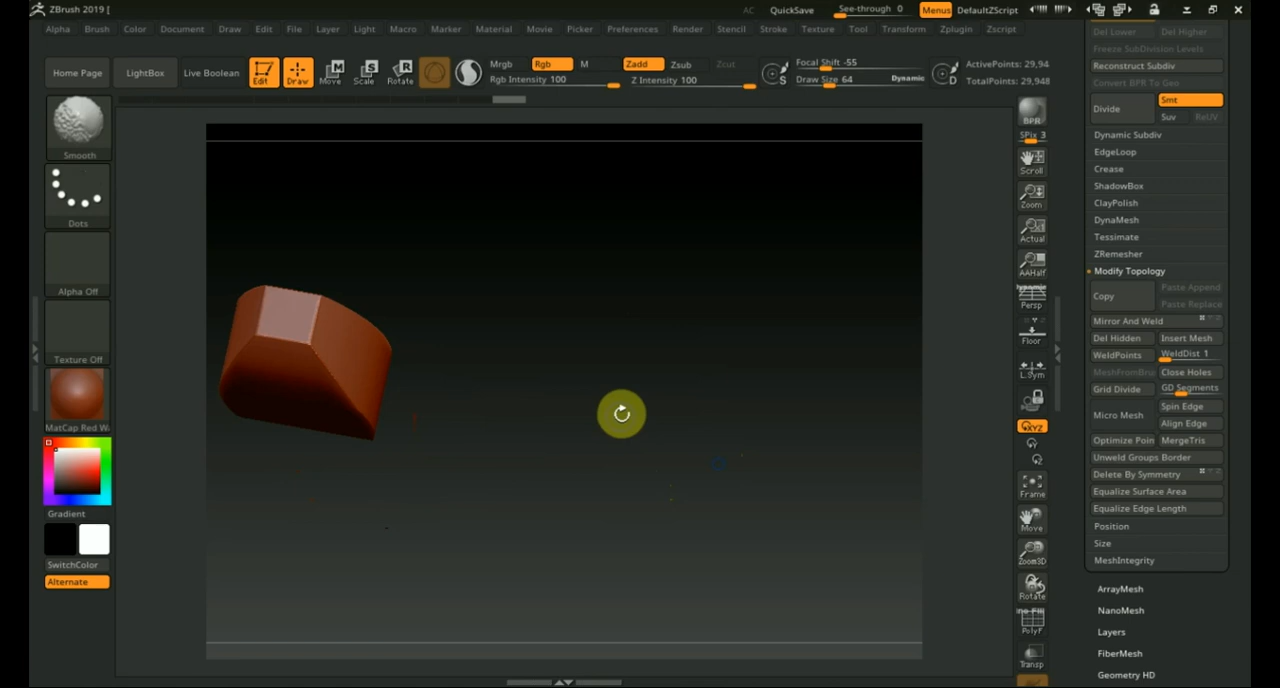 ZBrush 2019 [
AC QuickSave See-through 0 Menus DefaultZScript
Alpha Brush Color Document Draw Edit File Layer Light Macro Marker Material Movie Picker Preferences Render Stencil Stroke Texture Tool Transform Zplugin Zscript
Home Page LightBox Live Boolean Edit Draw Move Scale Rotate
Mrgb Rgb M Zadd Zsub Zcut
Rgb Intensity 100 Z Intensity 100
Focal Shift -55
Draw Size 64 Dynamic
ActivePoints: 29,94
TotalPoints: 29,948
Smooth
Dots
Alpha Off
Texture Off
MatCap Red W
Gradient
SwitchColor
Alternate
BPR
SPix 3
Scroll
Zoom
Actual
AAHalf
Dynamic
Persp
Floor
L.Sym
XYZ
Frame
Move
Zoom3D
Rotate
PolyF
Transp
Del Lower Del Higher
Freeze SubDivision Levels
Reconstruct Subdiv
Convert BPR To Geo
Divide Smt
Suv ReUV
Dynamic Subdiv
EdgeLoop
Crease
ShadowBox
ClayPolish
DynaMesh
Tessimate
ZRemesher
Modify Topology
Copy Paste Append
Paste Replace
Mirror And Weld
Del Hidden Insert Mesh
WeldPoints WeldDist 1
MeshFromBru Close Holes
Grid Divide GD Segments
Micro Mesh Spin Edge
Align Edge
Optimize Poin MergeTris
Unweld Groups Border
Delete By Symmetry
Equalize Surface Area
Equalize Edge Length
Position
Size
MeshIntegrity
ArrayMesh
NanoMesh
Layers
FiberMesh
Geometry HD